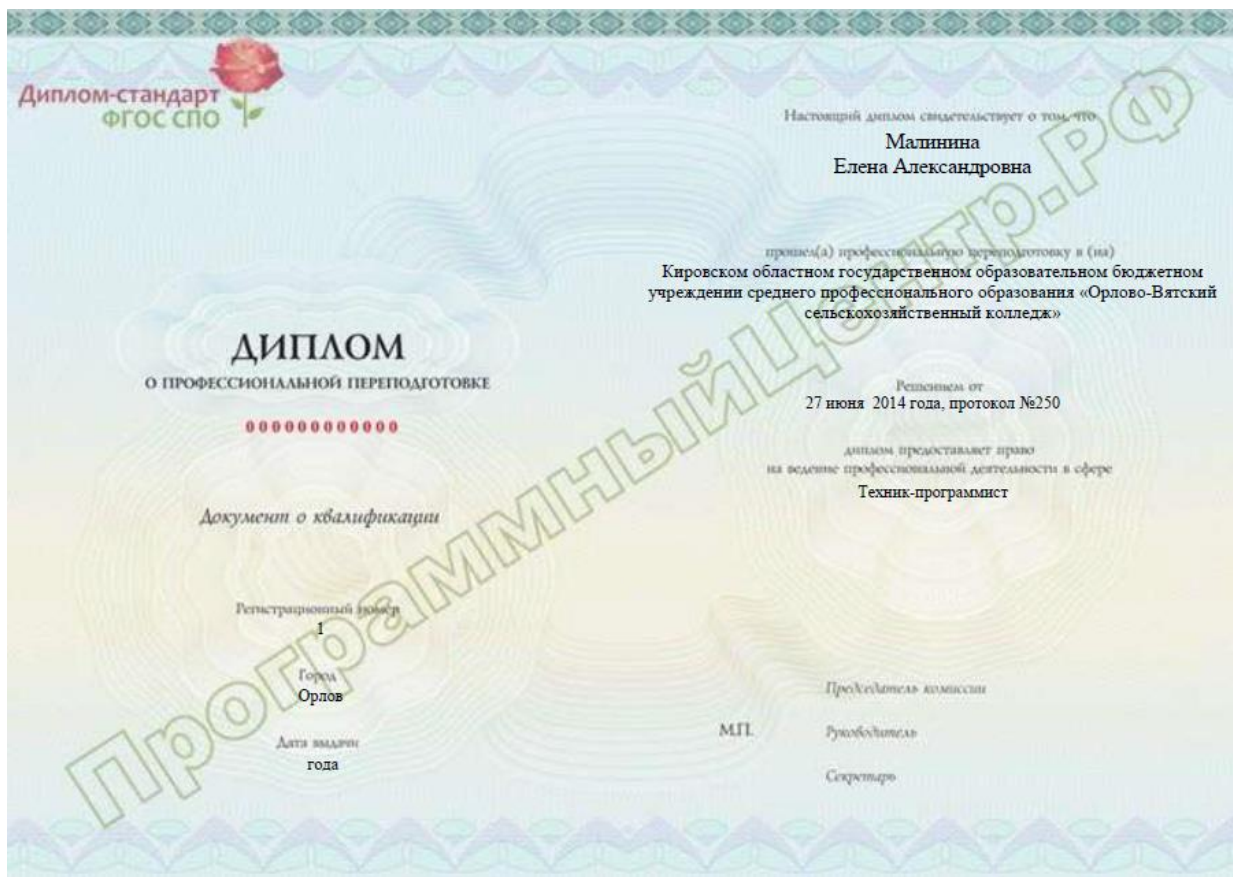 Диплом-стандарт
ФГОС СПО
ДИПЛОМ
О ПРОФЕССИОНАЛЬНОЙ ПЕРЕПОДГОТОВКЕ
000000000000
Документ о квалификации
Регистрационный номер
1
Город
Орлов
Дата выдачи
года
Настоящий диплом свидетельствует о том, что
Малинина
Елена Александровна
прошел(а) профессиональную переподготовку в (на)
Кировском областном государственном образовательном бюджетном
учреждении среднего профессионального образования «Орлово-Вятский
сельскохозяйственный колледж»
Решением от
27 июня 2014 года, протокол №250
диплом предоставляет право
на ведение профессиональной деятельности в сфере
Техник-программист
Председатель комиссии
М.П. Руководитель
Секретарь
ПрограммныйЦентр.РФ